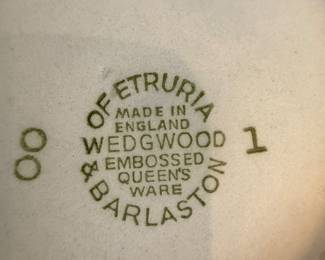 OF ETRURIA
MADE IN
ENGLAND
WEDGWOOD
EMBOSSED
QUEEN'S
WARE
& BARLASTON
8
1